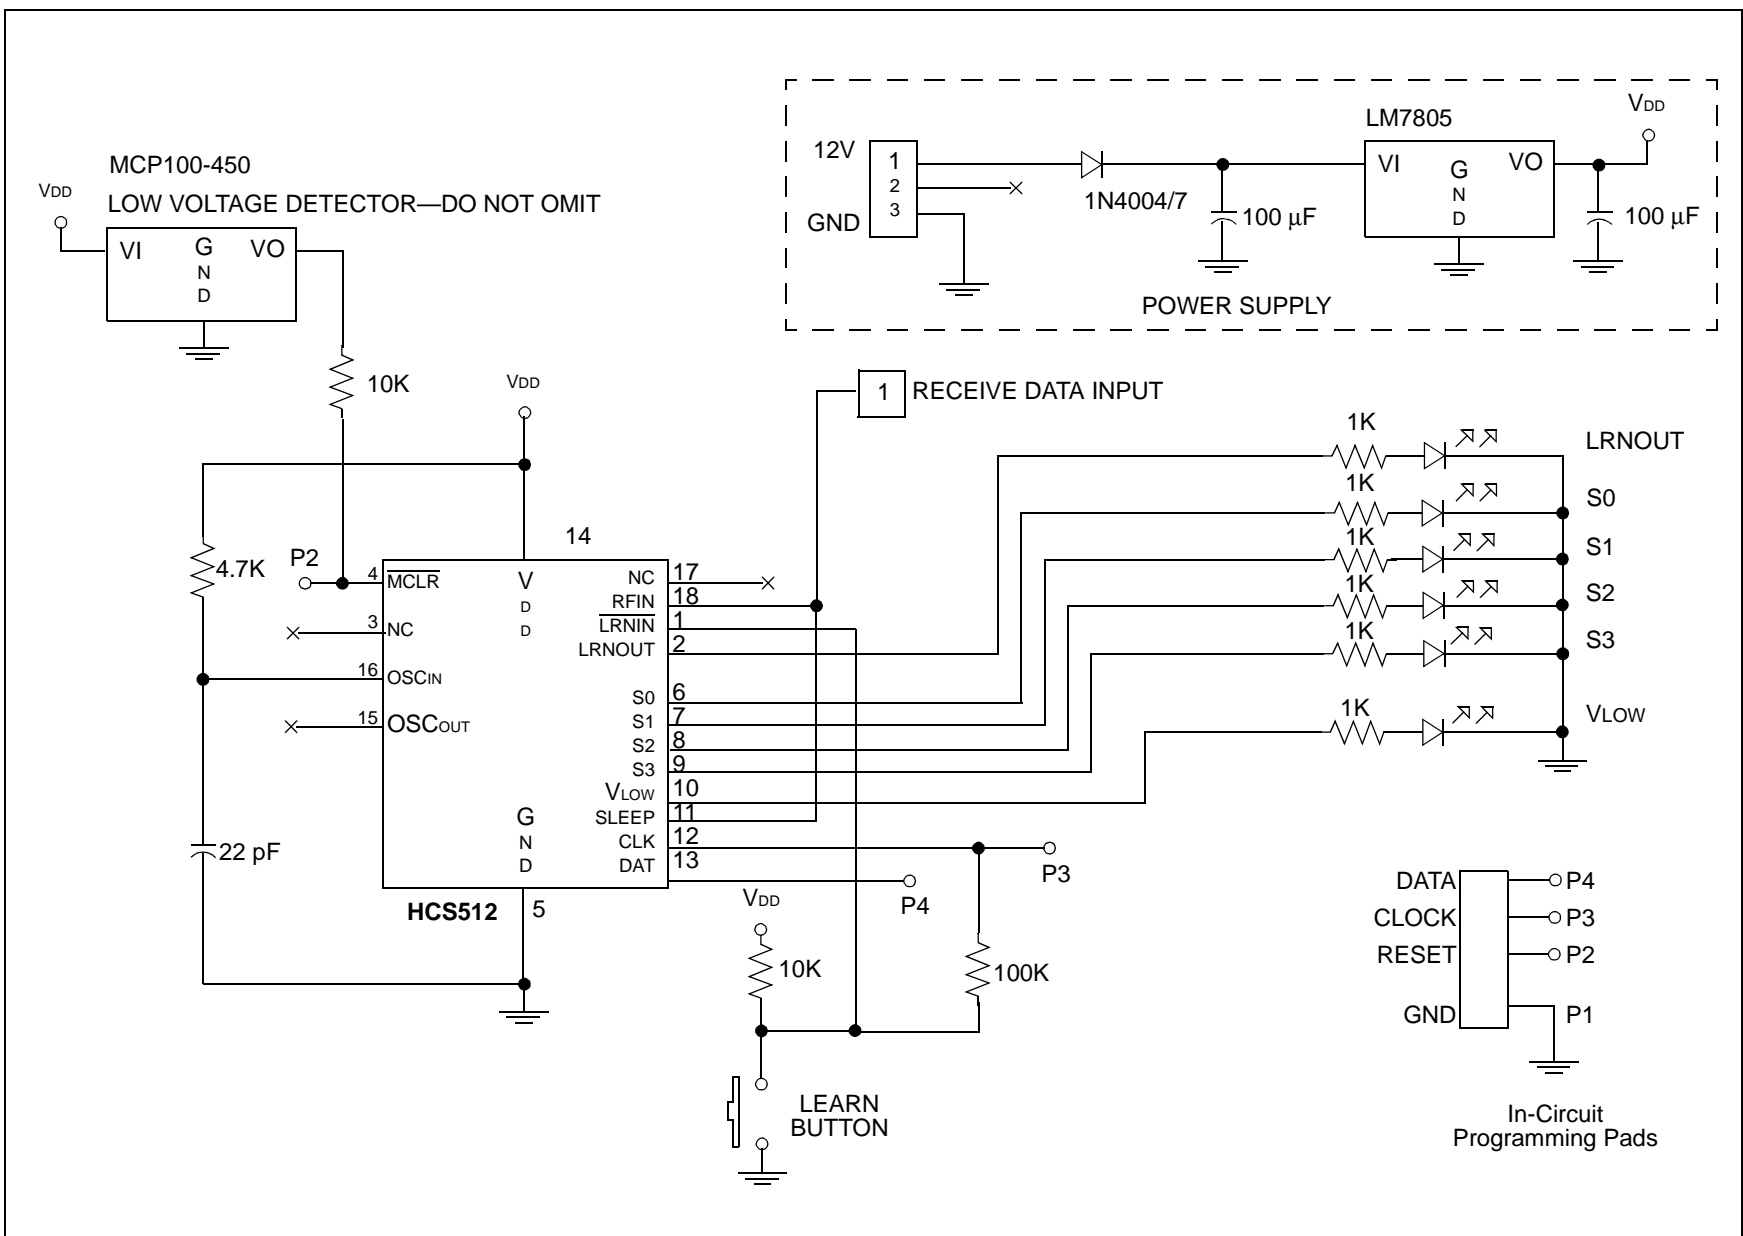 MCP100-450
LOW VOLTAGE DETECTOR—DO NOT OMIT
VDD
VI
GND
VO
10K
12V
1
2
3
GND
1N4004/7
100 µF
LM7805
VI
GND
VO
VDD
100 µF
POWER SUPPLY
VDD
1
RECEIVE DATA INPUT
4.7K
P2
22 pF
14
4
MCLR
3
NC
16
OSCIN
15
OSCOUT
VDD
GND
HCS512
5
NC
17
RFIN
18
LRNIN
1
LRNOUT
2
S0
6
S1
7
S2
8
S3
9
VLOW
10
SLEEP
11
CLK
12
DAT
13
1K
LRNOUT
1K
S0
1K
S1
1K
S2
1K
S3
1K
VLOW
P3
P4
VDD
10K
100K
LEARN
BUTTON
DATA
P4
CLOCK
P3
RESET
P2
GND
P1
In-Circuit
Programming Pads